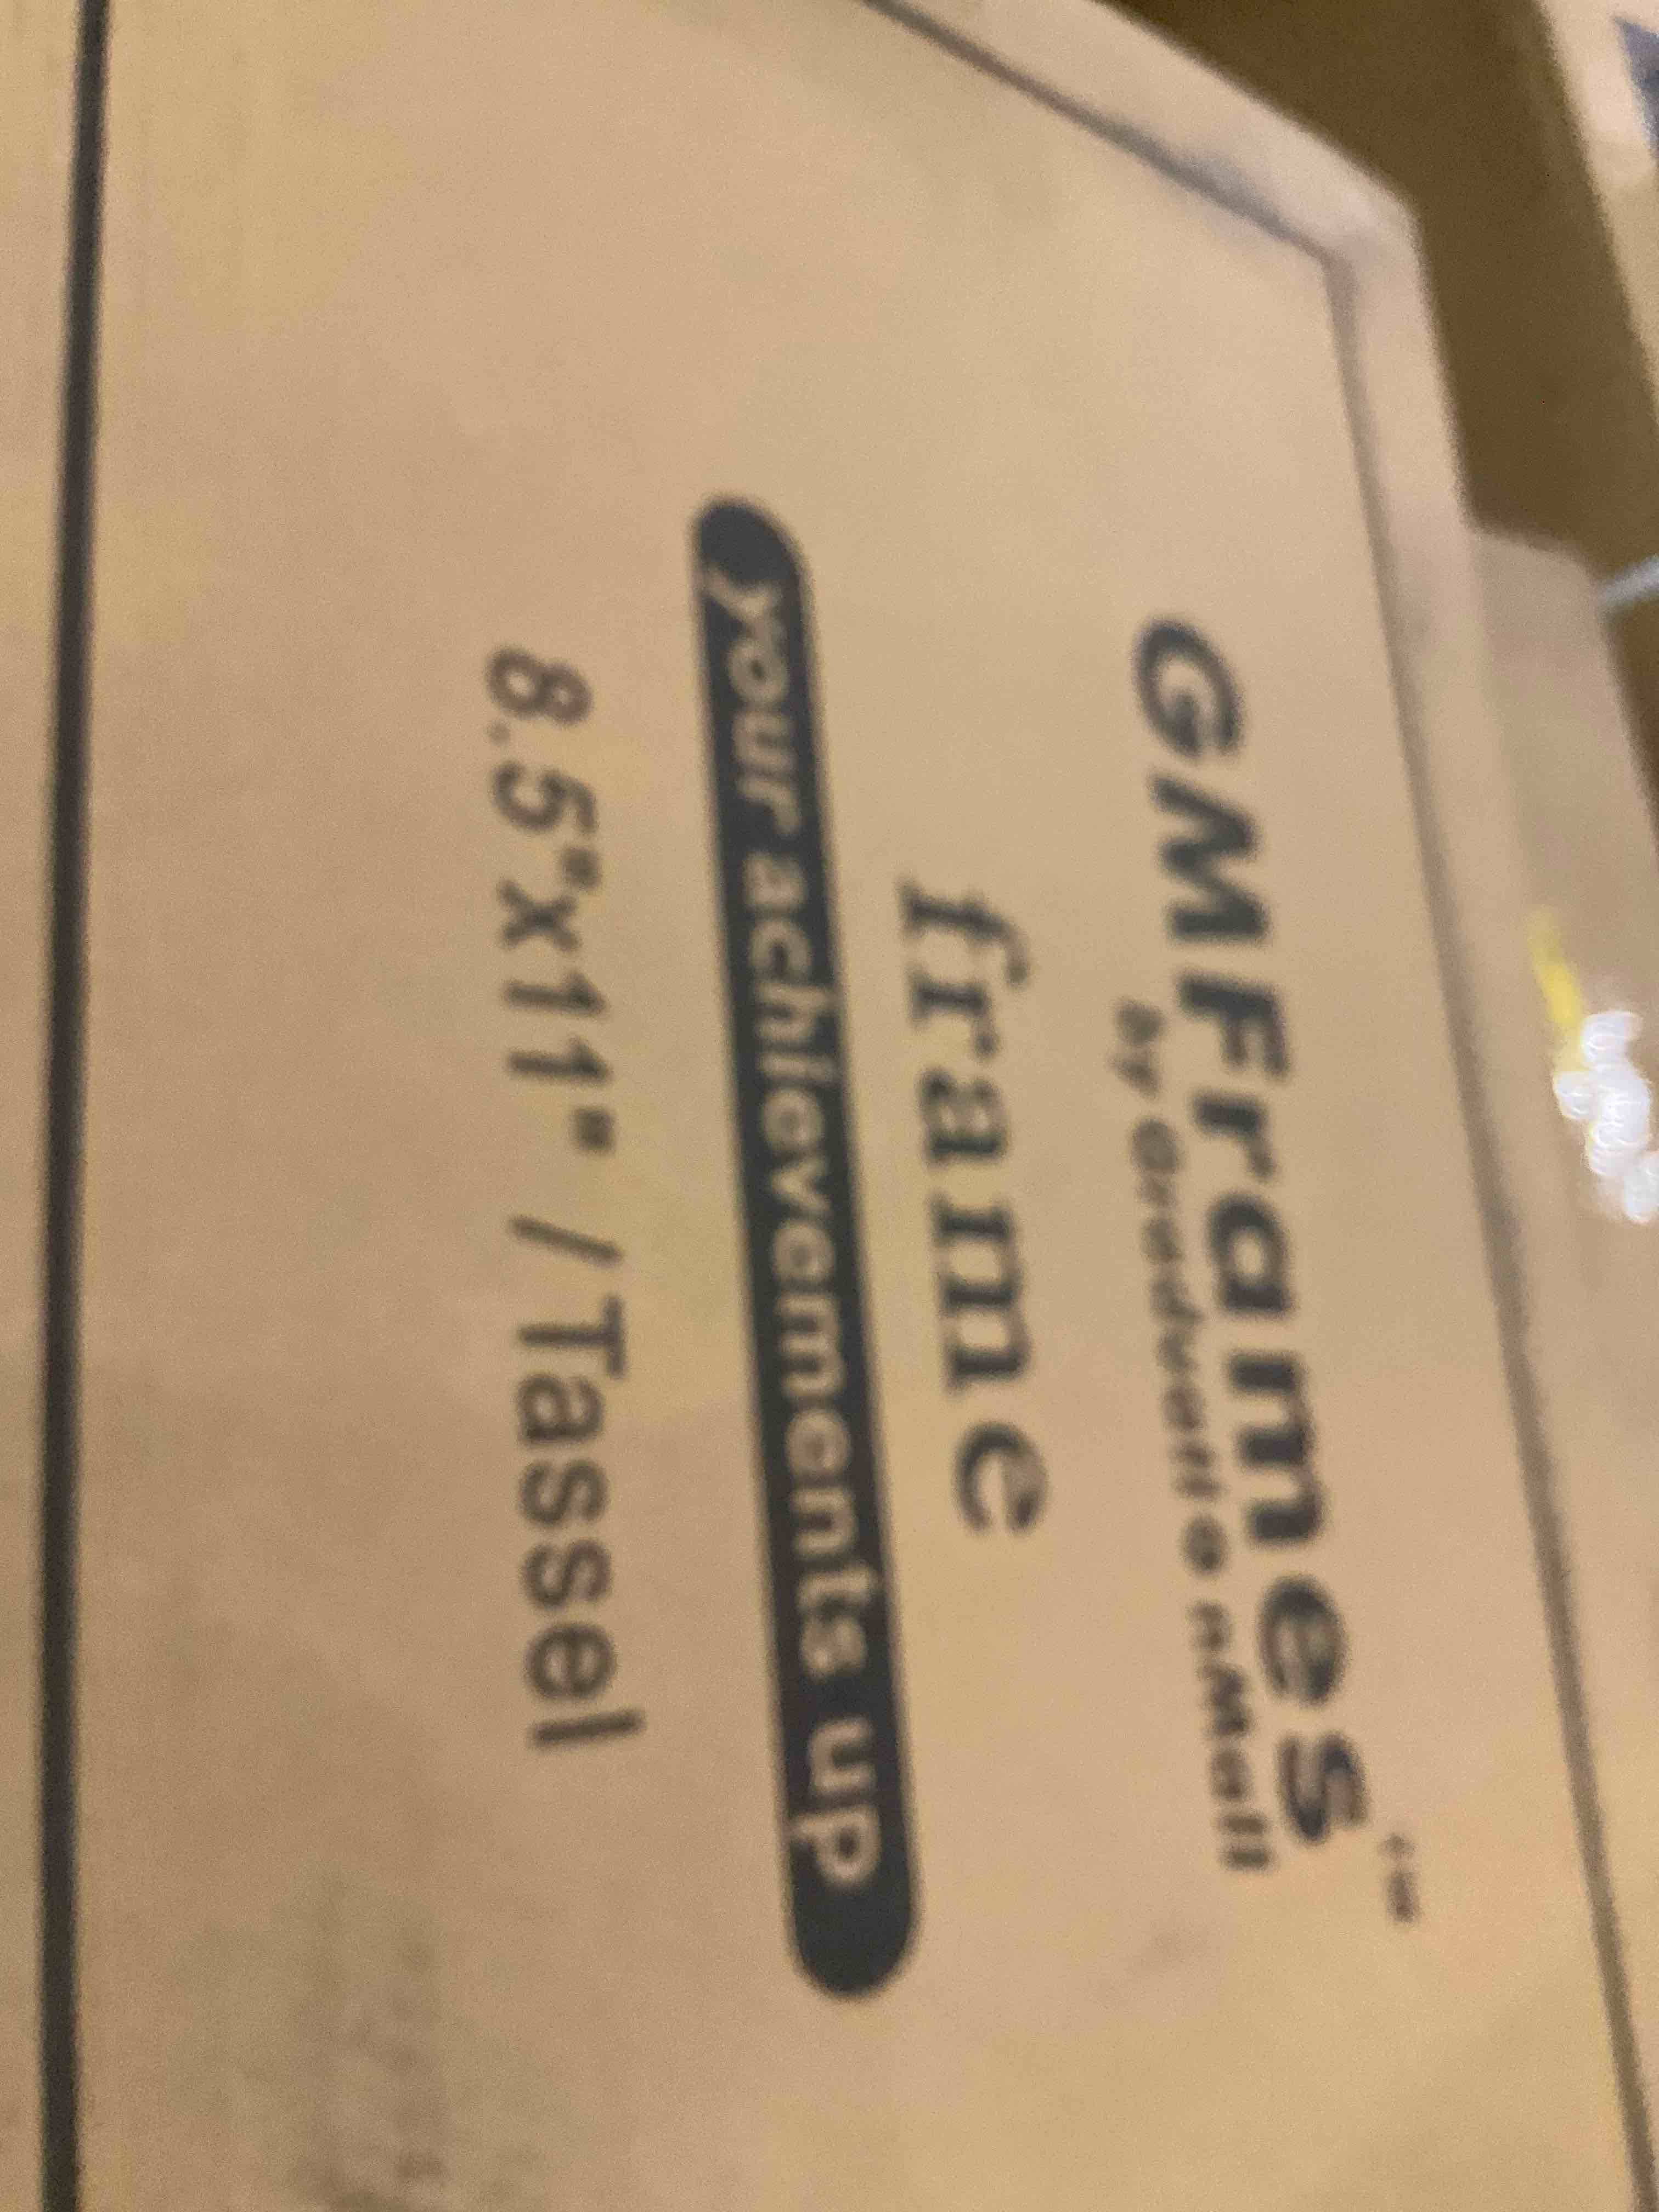 GMFrames™
by GraduationMall
frame
your achievements up
8.5"x11" / Tassel